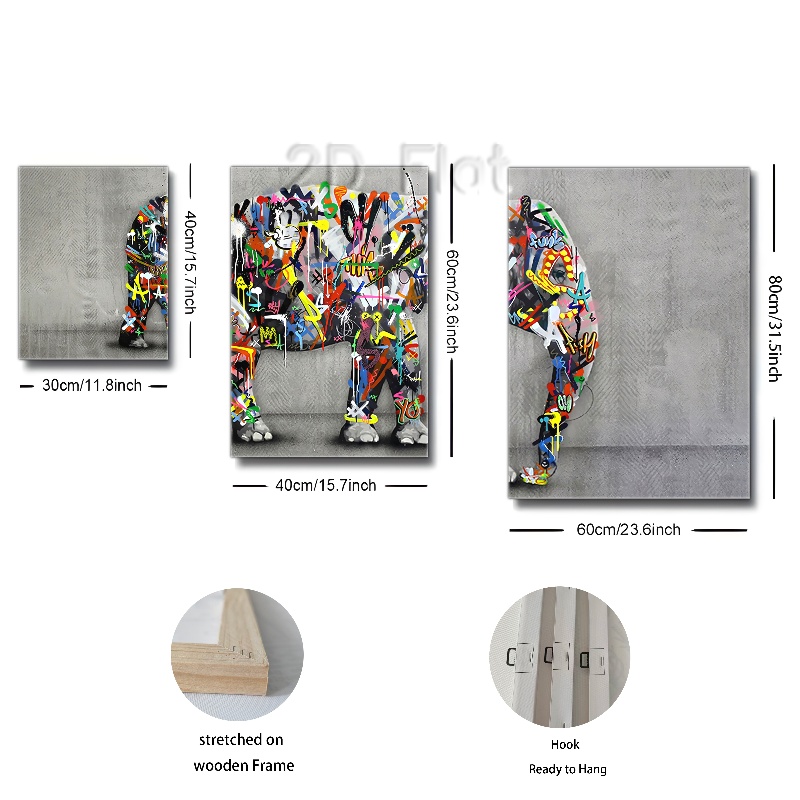 2D Flat
40cm/15.7inch
60cm/23.6inch
80cm/31.5inch
30cm/11.8inch
40cm/15.7inch
60cm/23.6inch
stretched on
wooden Frame
Hook
Ready to Hang